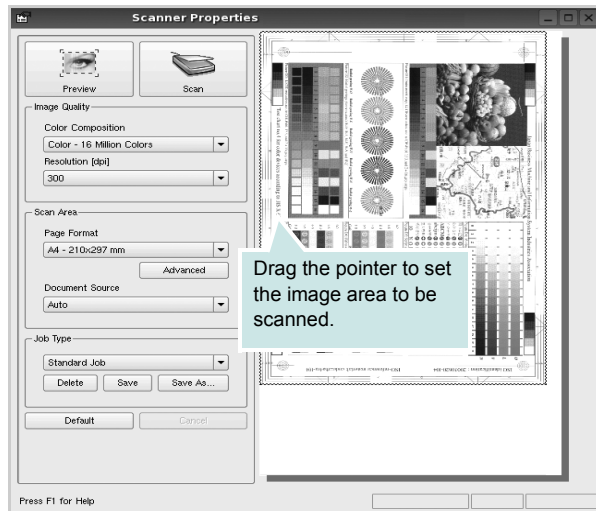 Scanner Properties
Preview
Scan
Image Quality
Color Composition
Color - 16 Million Colors
Resolution [dpi]
300
Scan Area
Page Format
A4 - 210x297 mm
Advanced
Document Source
Auto
Job Type
Standard Job
Delete Save Save As...
Default Cancel
Drag the pointer to set
the image area to be
scanned.
Press F1 for Help